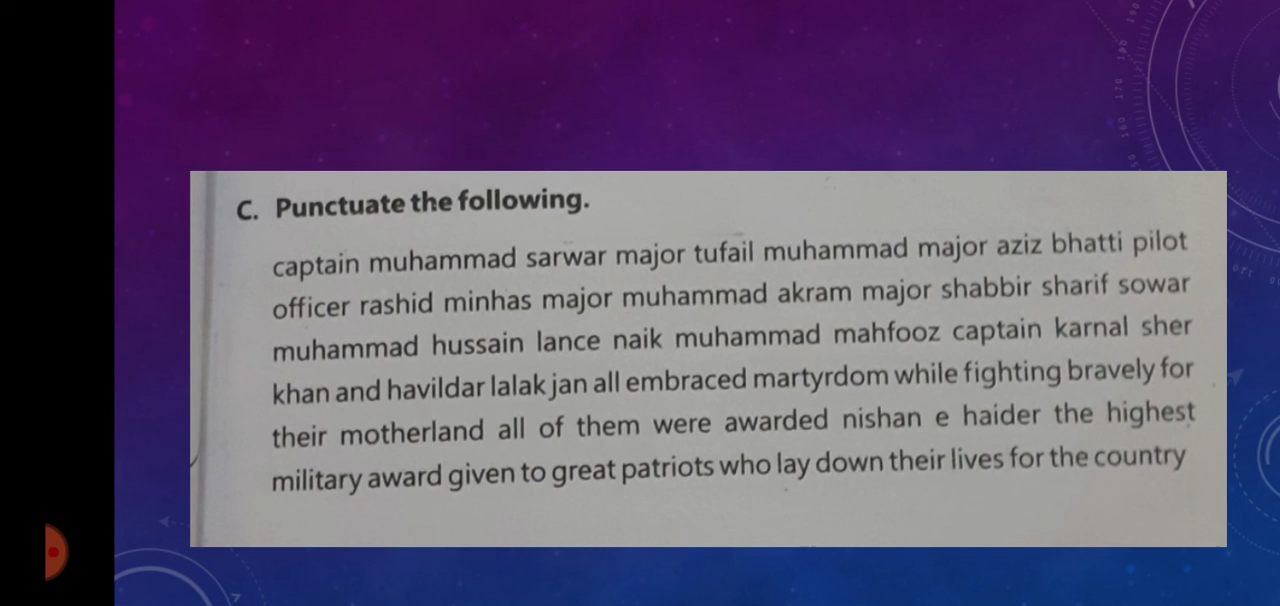 C. Punctuate the following.
captain muhammad sarwar major tufail muhammad major aziz bhatti pilot
officer rashid minhas major muhammad akram major shabbir sharif sowar
muhammad hussain lance naik muhammad mahfooz captain karnal sher
khan and havildar lalak jan all embraced martyrdom while fighting bravely for
their motherland all of them were awarded nishan e haider the highest
military award given to great patriots who lay down their lives for the country